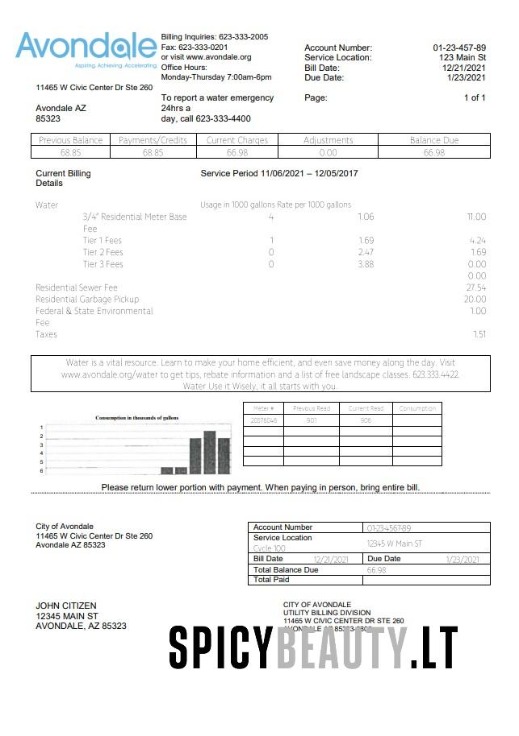 Avondale
Aspiring. Achieving. Accelerating.
11465 W Civic Center Dr Ste 260
Avondale AZ
85323
Billing Inquiries: 623-333-2005
Fax: 623-333-0201
or visit www.avondale.org
Office Hours:
Monday-Thursday 7:00am-6pm
To report a water emergency
24hrs a
day, call 623-333-4400
Account Number: 01-23-457-89
Service Location: 123 Main St
Bill Date: 12/21/2021
Due Date: 1/23/2021
Page: 1 of 1
Previous Balance Payments/Credits Current Charges Adjustments Balance Due
68.85 68.85 66.98 0.00 66.98
Current Billing
Details
Service Period 11/06/2021 – 12/05/2017
Water Usage in 1000 gallons Rate per 1000 gallons
3/4" Residential Meter Base 4 1.06 11.00
Fee
Tier 1 Fees 1 1.69 4.24
Tier 2 Fees 0 2.47 1.69
Tier 3 Fees 0 3.88 0.00
0.00
Residential Sewer Fee 27.54
Residential Garbage Pickup 20.00
Federal & State Environmental 1.00
Fee
Taxes 1.51
Water is a vital resource. Learn to make your home efficient, and even save money along the day. Visit
www.avondale.org/water to get tips, rebate information and a list of free landscape classes. 623.333.4422.
Water Use it Wisely, it all starts with you.
Consumption in thousands of gallons
1
2
3
4
5
6
Meter # Previous Read Current Read Consumption
901 906
Please return lower portion with payment. When paying in person, bring entire bill.
City of Avondale
11465 W Civic Center Dr Ste 260
Avondale AZ 85323
Account Number 01-23-4567-89
Service Location 12345 W Main ST
Cycle 100
Bill Date 12/21/2021 Due Date 1/23/2021
Total Balance Due 66.98
Total Paid
JOHN CITIZEN
12345 MAIN ST
AVONDALE, AZ 85323
CITY OF AVONDALE
UTILITY BILLING DIVISION
11465 W CIVIC CENTER DR STE 260
SPICYBEAUTY.LT